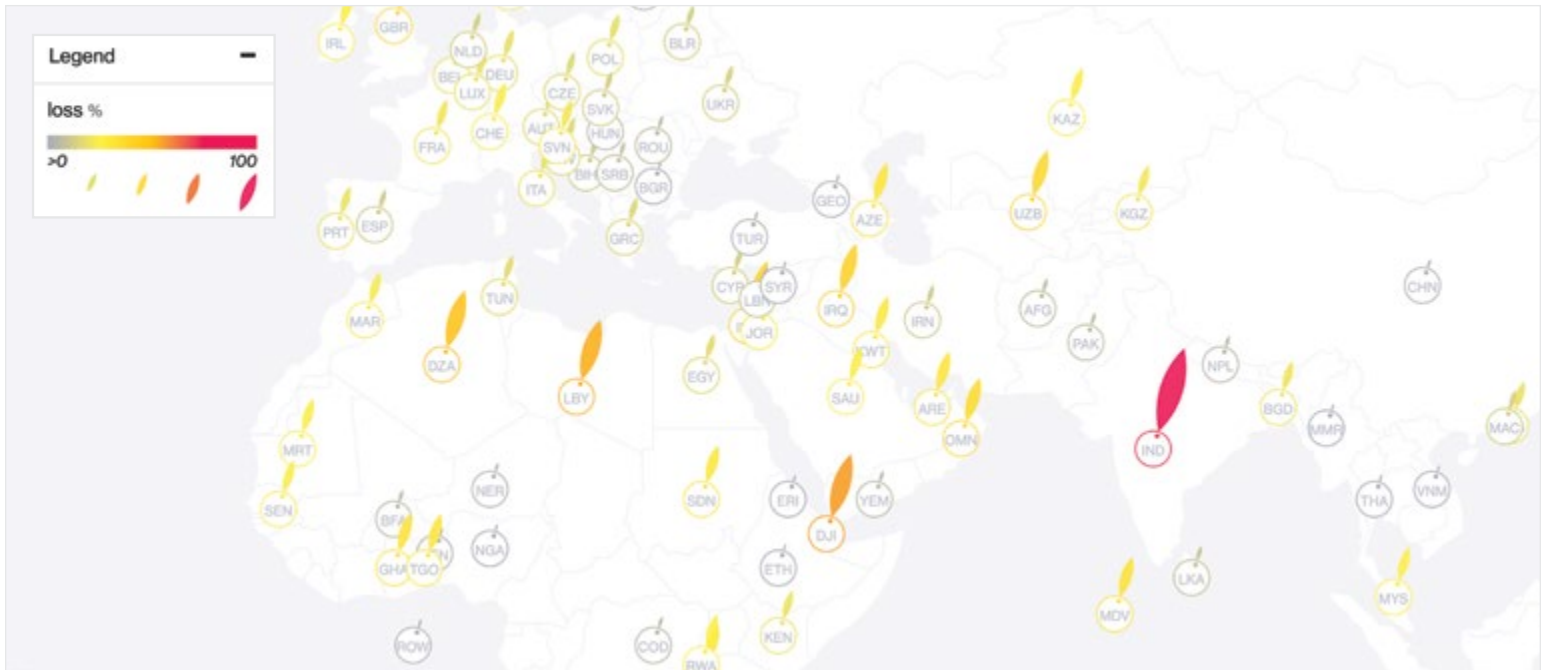 GBR
IRL
NLD
BLR
POL
DEU
LUX
CZE
Legend
loss %
>0
100
UKR
SVK
KAZ
AUT
CHE
HUN
FRA
SVN
ROU
BIH
SRB
BGR
ITA
GEO
AZE
UZB
KGZ
PRT
ESP
GRC
TUR
CYP
SYR
CHN
TUN
LBN
IRQ
AFG
MAR
JOR
IRN
PAK
KWT
DZA
EGY
NPL
LBY
SAU
ARE
BGD
MAC
MMR
OMN
MRT
IND
NER
VNM
SDN
ERI
YEM
THA
SEN
BFA
DJI
NGA
GHA
TGO
ETH
LKA
MYS
MDV
KEN
ROW
COD
RWA